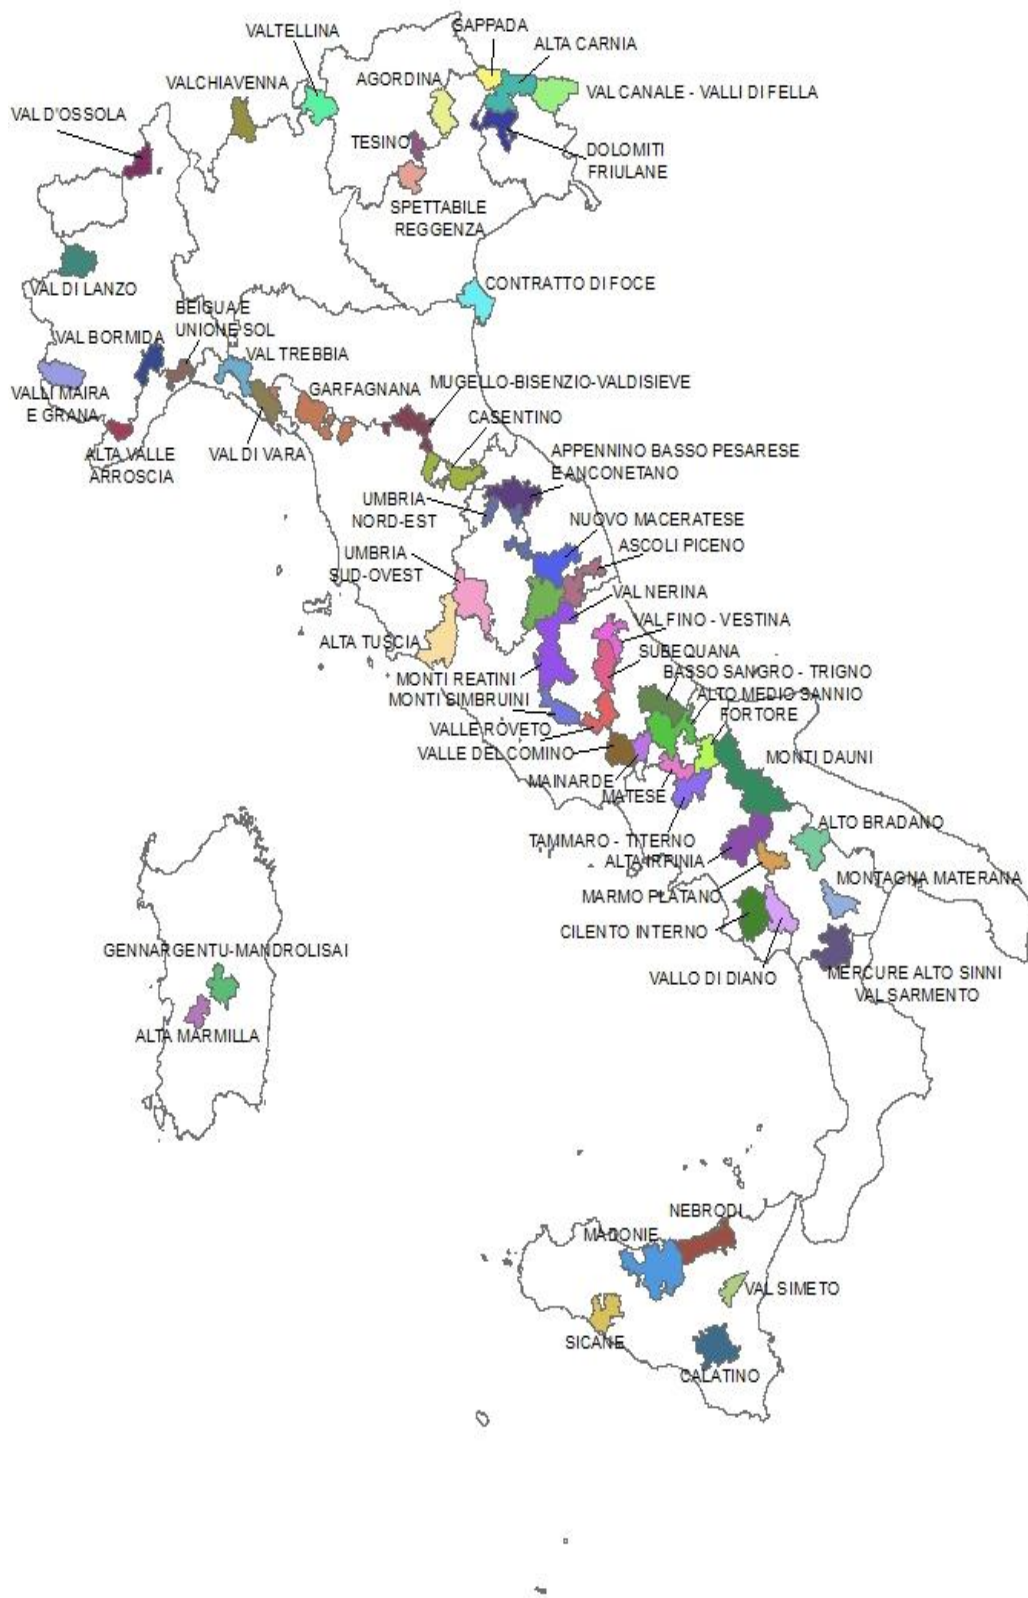 VALTELLINA
SAPPADA
ALTA CARNIA
VALCHIAVENNA
AGORDINA
VAL CANALE - VALLI DI FELLA
VAL D'OSSOLA
TESINO
DOLOMITI
FRIULANE
SPETTABILE
REGGENZA
CONTRATTO DI FOCE
VAL DI LANZO
BEIGUA E
UNIONE SOL
VAL BORMIDA
VAL TREBBIA
VALLI MAIRA
E GRANA
GARFAGNANA
MUGELLO-BISENZIO-VALDISIEVE
CASENTINO
ALTA VALLE
ARROSCIA
VAL DI VARA
APPENNINO BASSO PESARESE
E ANCONETANO
UMBRIA
NORD-EST
NUOVO MACERATESE
ASCOLI PICENO
UMBRIA
SUD-OVEST
VAL NERINA
VAL FINO - VESTINA
ALTA TUSCIA
SUBEQUANA
BASSO SANGRO - TRIGNO
MONTI REATINI
ALTO MEDIO SANNIO
MONTI SIMBRUINI
FORTORE
VALLE ROVETO
VALLE DEL COMINO
MONTI DAUNI
MAINARDE
MATESE
TAMMARO - TITERNO
ALTO BRADANO
ALTA IRPINIA
MARMO PLATANO
MONTAGNA MATERANA
CILENTO INTERNO
VALLO DI DIANO
MERCURE ALTO SINNI
VAL SARMENTO
GENNARGENTU-MANDROLISAI
ALTA MARMILLA
NEBRODI
MADONIE
VAL SIMETO
SICANE
CALATINO